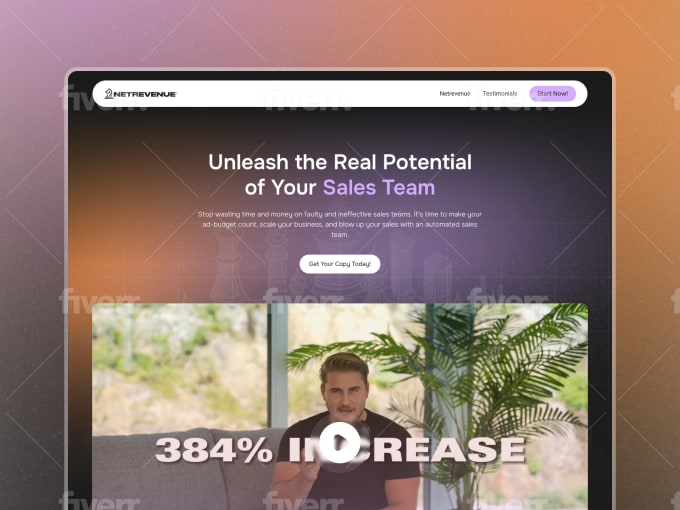 NETREVENUE
Netrevenue
Testimonials
Start Now!
Unleash the Real Potential
of Your Sales Team
Stop wasting time and money on faulty and ineffective sales teams. It's time to make your
ad-budget count, scale your business, and blow up your sales with an automated sales
team.
Get Your Copy Today!
384% INCREASE
fiverr
fiverr
fiverr
fiverr
fiverr
fiverr
fiverr
fiverr
fiverr